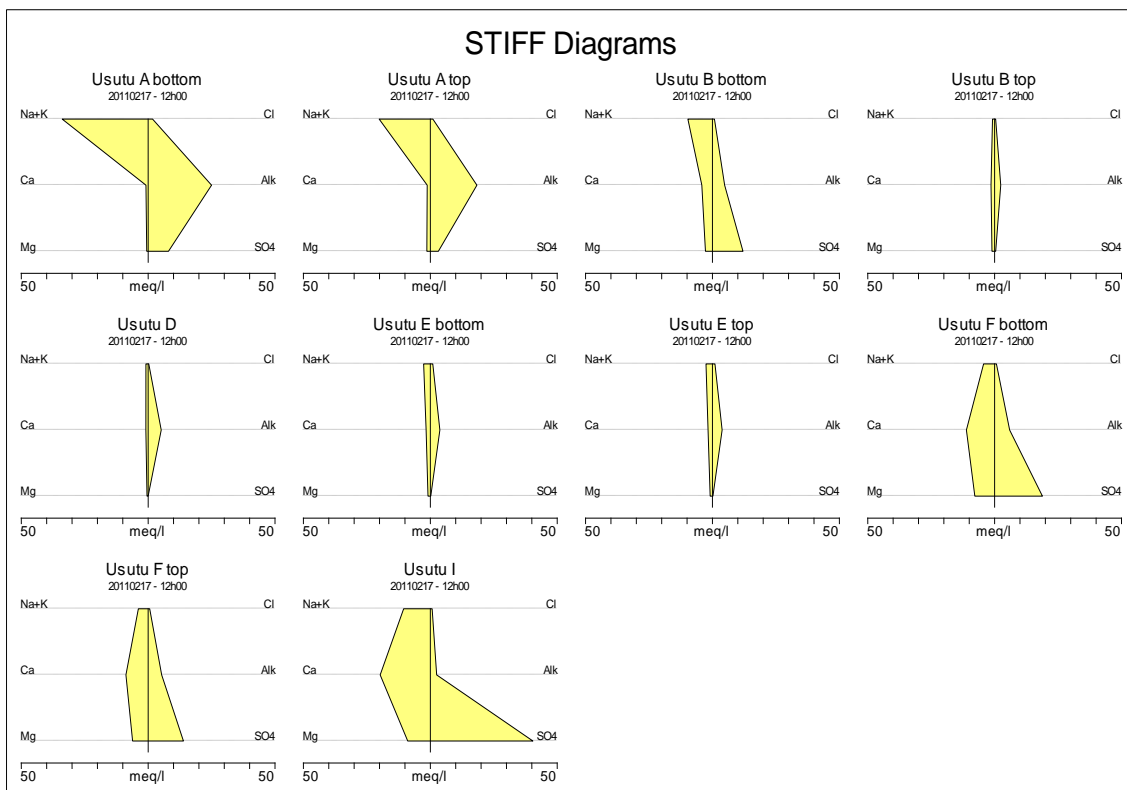 STIFF Diagrams
Usutu A bottom
20110217 - 12h00
Na+K Cl
Ca Alk
Mg SO4
50 meq/l 50
Usutu A top
20110217 - 12h00
Na+K Cl
Ca Alk
Mg SO4
50 meq/l 50
Usutu B bottom
20110217 - 12h00
Na+K Cl
Ca Alk
Mg SO4
50 meq/l 50
Usutu B top
20110217 - 12h00
Na+K Cl
Ca Alk
Mg SO4
50 meq/l 50
Usutu D
20110217 - 12h00
Na+K Cl
Ca Alk
Mg SO4
50 meq/l 50
Usutu E bottom
20110217 - 12h00
Na+K Cl
Ca Alk
Mg SO4
50 meq/l 50
Usutu E top
20110217 - 12h00
Na+K Cl
Ca Alk
Mg SO4
50 meq/l 50
Usutu F bottom
20110217 - 12h00
Na+K Cl
Ca Alk
Mg SO4
50 meq/l 50
Usutu F top
20110217 - 12h00
Na+K Cl
Ca Alk
Mg SO4
50 meq/l 50
Usutu I
20110217 - 12h00
Na+K Cl
Ca Alk
Mg SO4
50 meq/l 50